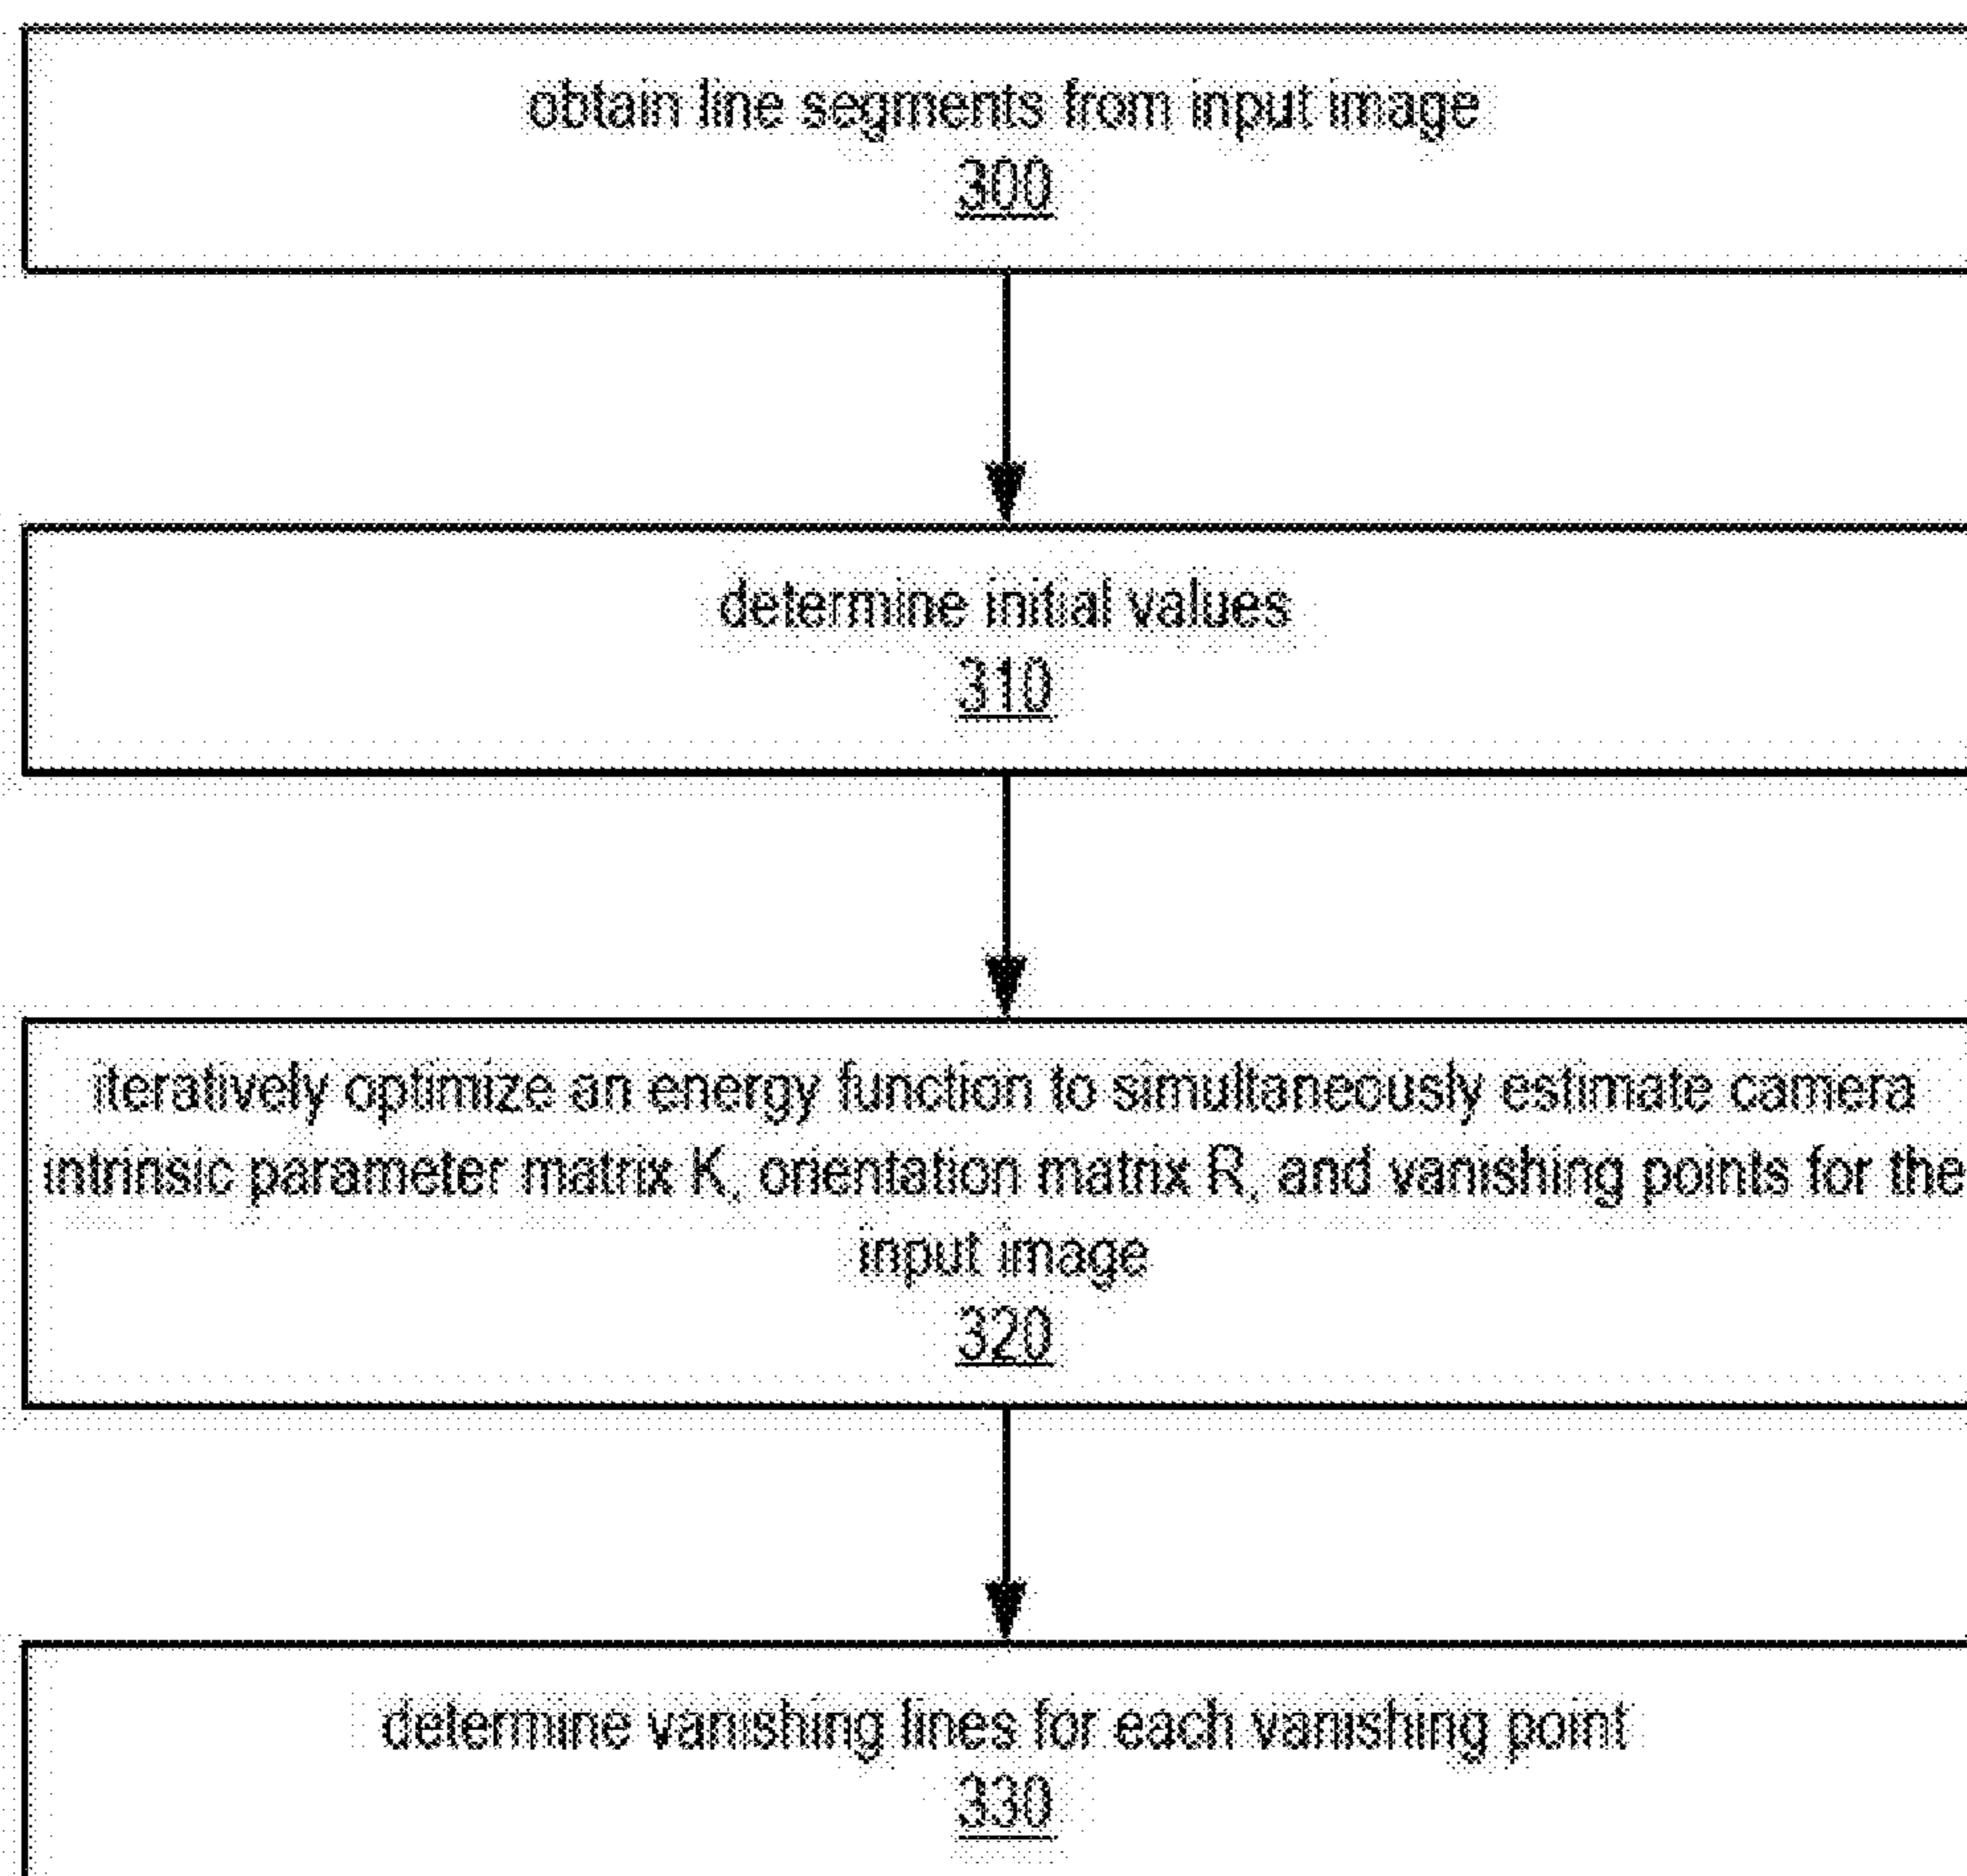 obtain line segments from input image
300
determine initial values
310
iteratively optimize an energy function to simultaneously estimate camera
intrinsic parameter matrix K, orientation matrix R, and vanishing points for the
input image
320
determine vanishing lines for each vanishing point
330